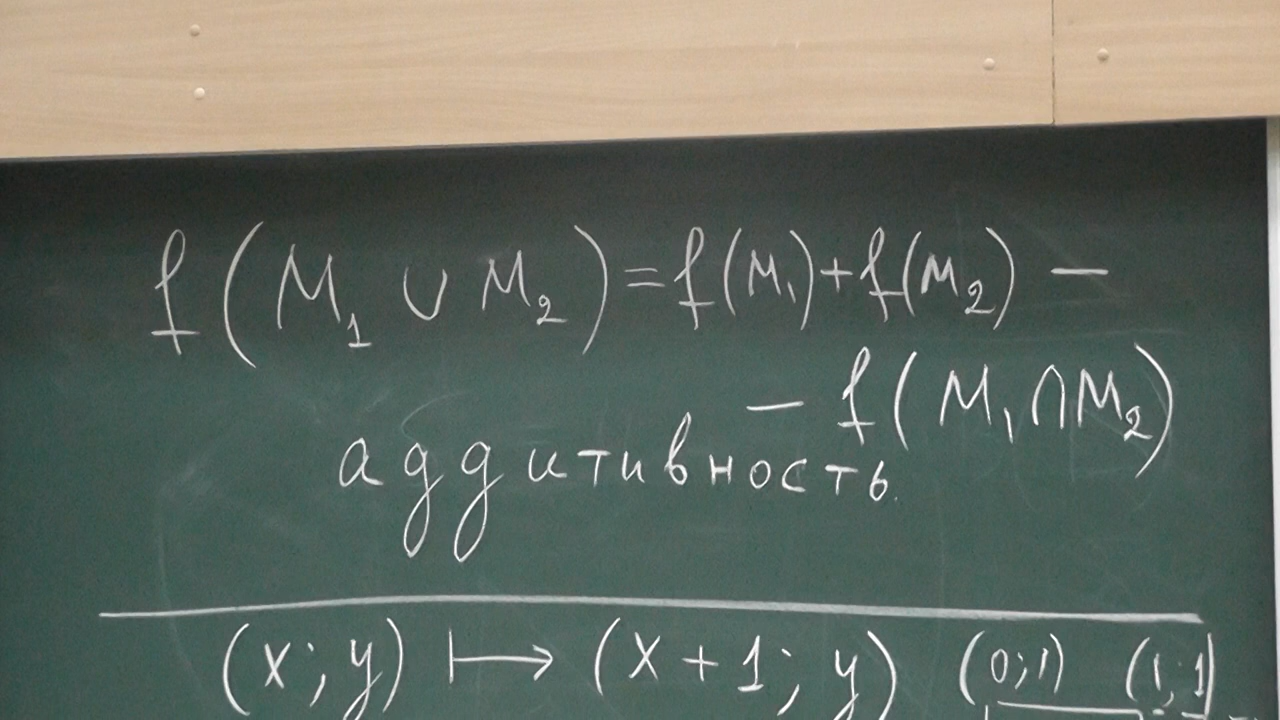 f(M₁ ∪ M₂) = f(M₁) + f(M₂) −
− f(M₁ ∩ M₂)
аддитивность.
(x; y) ↦ (x + 1; y) (0;1) (1;1)